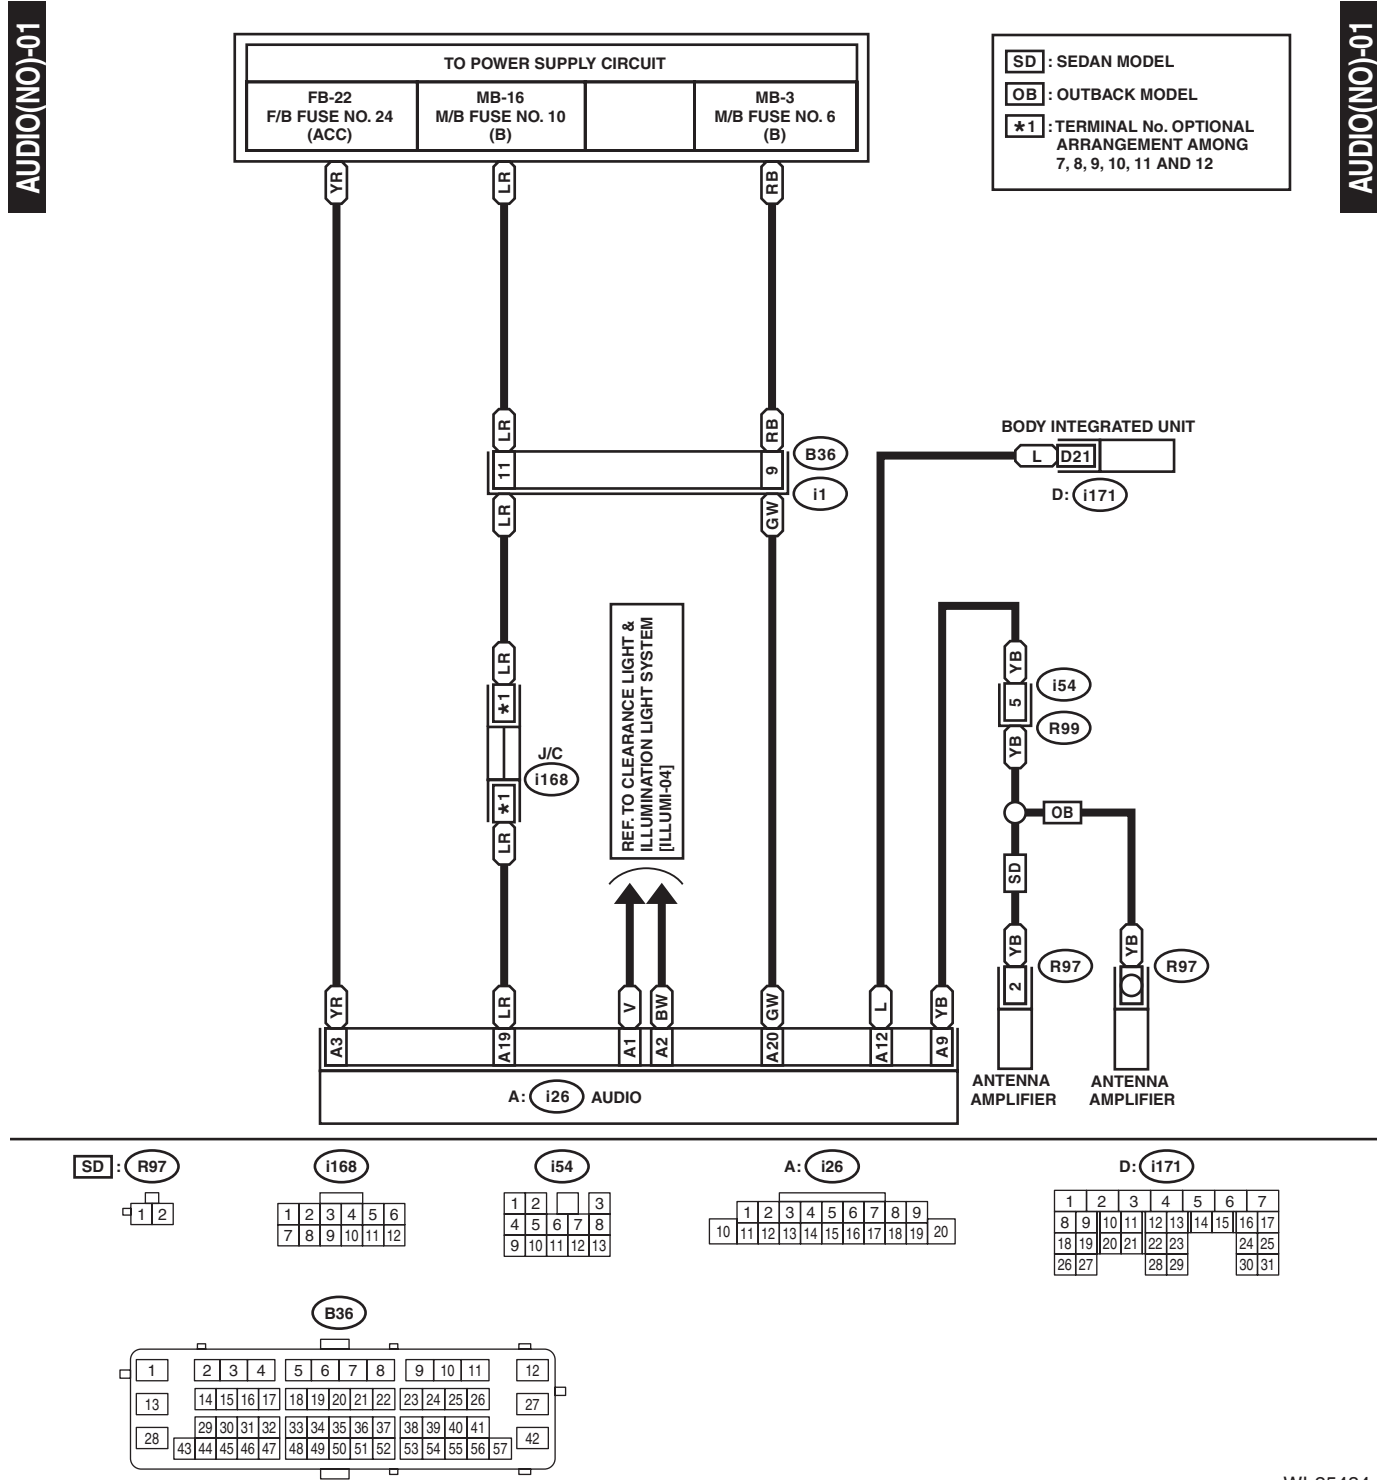 AUDIO(NO)-01
AUDIO(NO)-01
TO POWER SUPPLY CIRCUIT
FB-22
F/B FUSE NO. 24
(ACC)
MB-16
M/B FUSE NO. 10
(B)
MB-3
M/B FUSE NO. 6
(B)
SD : SEDAN MODEL
OB : OUTBACK MODEL
*1 : TERMINAL No. OPTIONAL
ARRANGEMENT AMONG
7, 8, 9, 10, 11 AND 12
YR
LR
RB
LR
RB
11
9
B36
i1
LR
GW
BODY INTEGRATED UNIT
L
D21
D: i171
REF. TO CLEARANCE LIGHT &
ILLUMINATION LIGHT SYSTEM
[ILLUMI-04]
LR
*1
J/C
i168
*1
LR
YB
5
i54
R99
YB
OB
SD
YB
YB
2
R97
R97
YR
LR
V
BW
GW
L
YB
A3
A19
A1
A2
A20
A12
A9
A: i26 AUDIO
ANTENNA
AMPLIFIER
ANTENNA
AMPLIFIER
SD : R97
1 2
i168
1 2 3 4 5 6
7 8 9 10 11 12
i54
1 2 3
4 5 6 7 8
9 10 11 12 13
A: i26
1 2 3 4 5 6 7 8 9
10 11 12 13 14 15 16 17 18 19 20
D: i171
1 2 3 4 5 6 7
8 9 10 11 12 13 14 15 16 17
18 19 20 21 22 23 24 25
26 27 28 29 30 31
B36
1 2 3 4 5 6 7 8 9 10 11 12
13 14 15 16 17 18 19 20 21 22 23 24 25 26 27
28 29 30 31 32 33 34 35 36 37 38 39 40 41 42
43 44 45 46 47 48 49 50 51 52 53 54 55 56 57